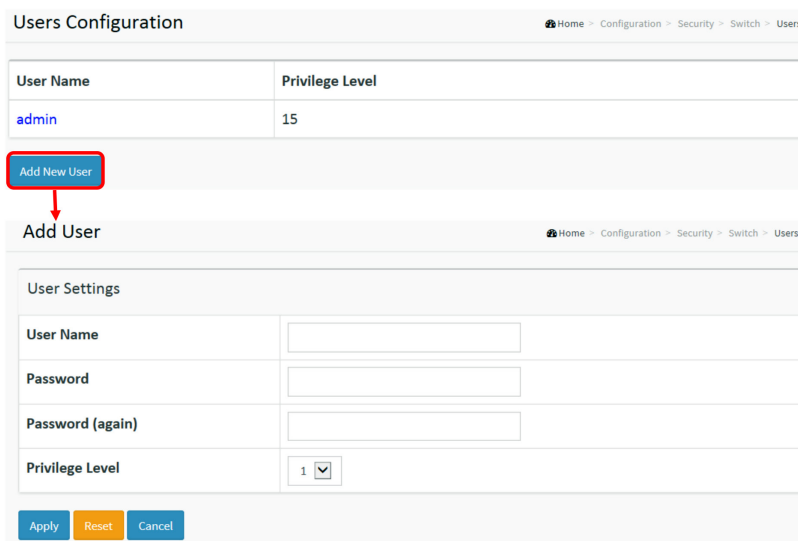 Users Configuration
Home > Configuration > Security > Switch > Users
User Name Privilege Level
admin 15
Add New User
Add User
Home > Configuration > Security > Switch > Users
User Settings
User Name
Password
Password (again)
Privilege Level 1
Apply Reset Cancel